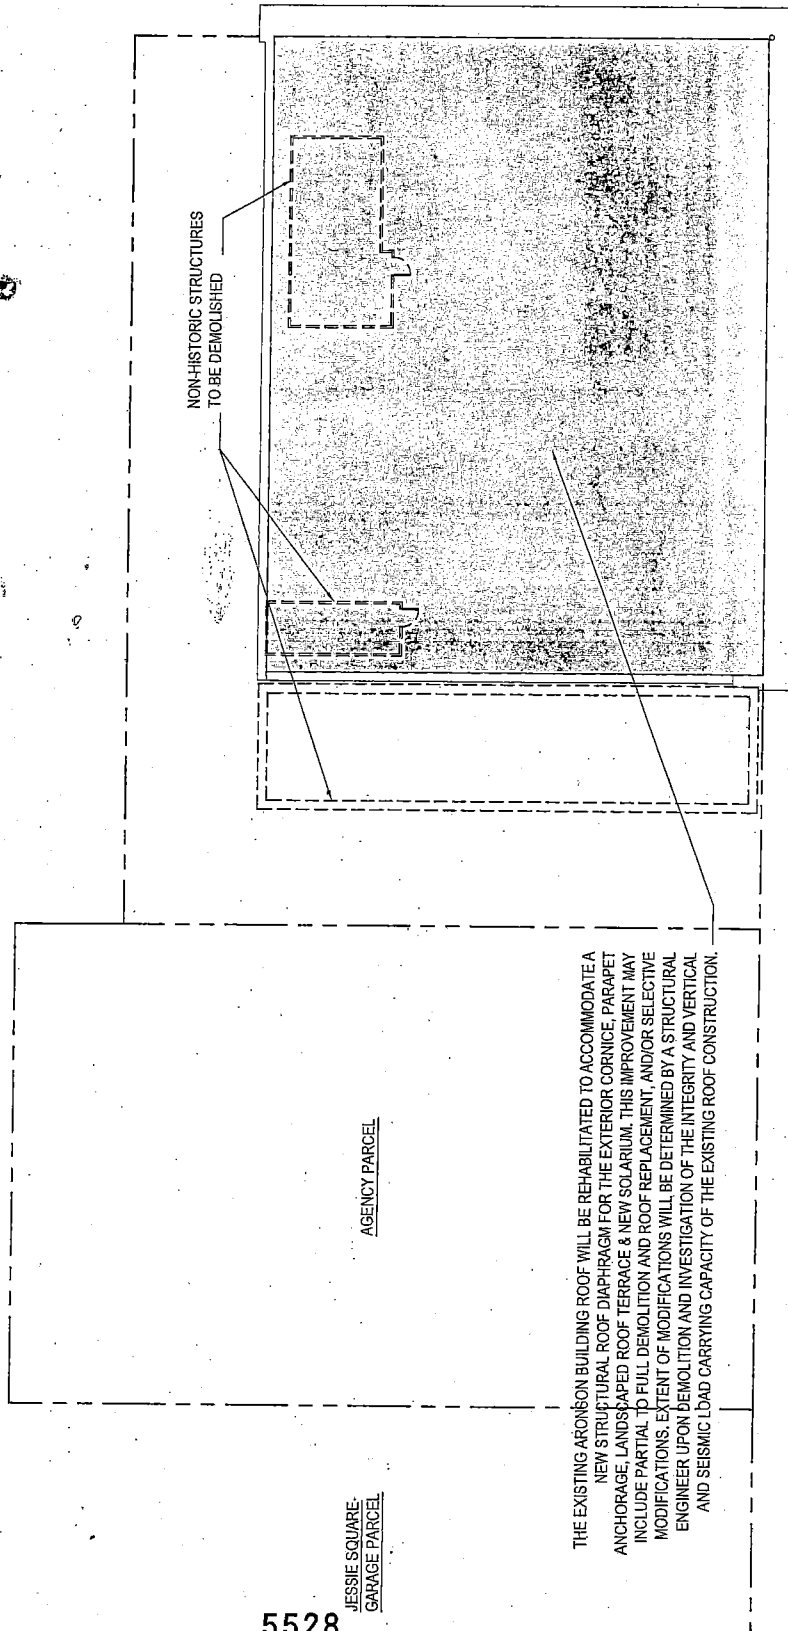 NON-HISTORIC STRUCTURES
TO BE DEMOLISHED
AGENCY PARCEL
THE EXISTING ARONSON BUILDING ROOF WILL BE REHABILITATED TO ACCOMMODATE A
NEW STRUCTURAL ROOF DIAPHRAGM FOR THE EXTERIOR CORNICE, PARAPET
ANCHORAGE, LANDSCAPED ROOF TERRACE & NEW SOLARIUM. THIS IMPROVEMENT MAY
INCLUDE PARTIAL TO FULL DEMOLITION AND ROOF REPLACEMENT, AND/OR SELECTIVE
MODIFICATIONS. EXTENT OF MODIFICATIONS WILL BE DETERMINED BY A STRUCTURAL
ENGINEER UPON DEMOLITION AND INVESTIGATION OF THE INTEGRITY AND VERTICAL
AND SEISMIC LOAD CARRYING CAPACITY OF THE EXISTING ROOF CONSTRUCTION.
JESSIE SQUARE-
GARAGE PARCEL
5528